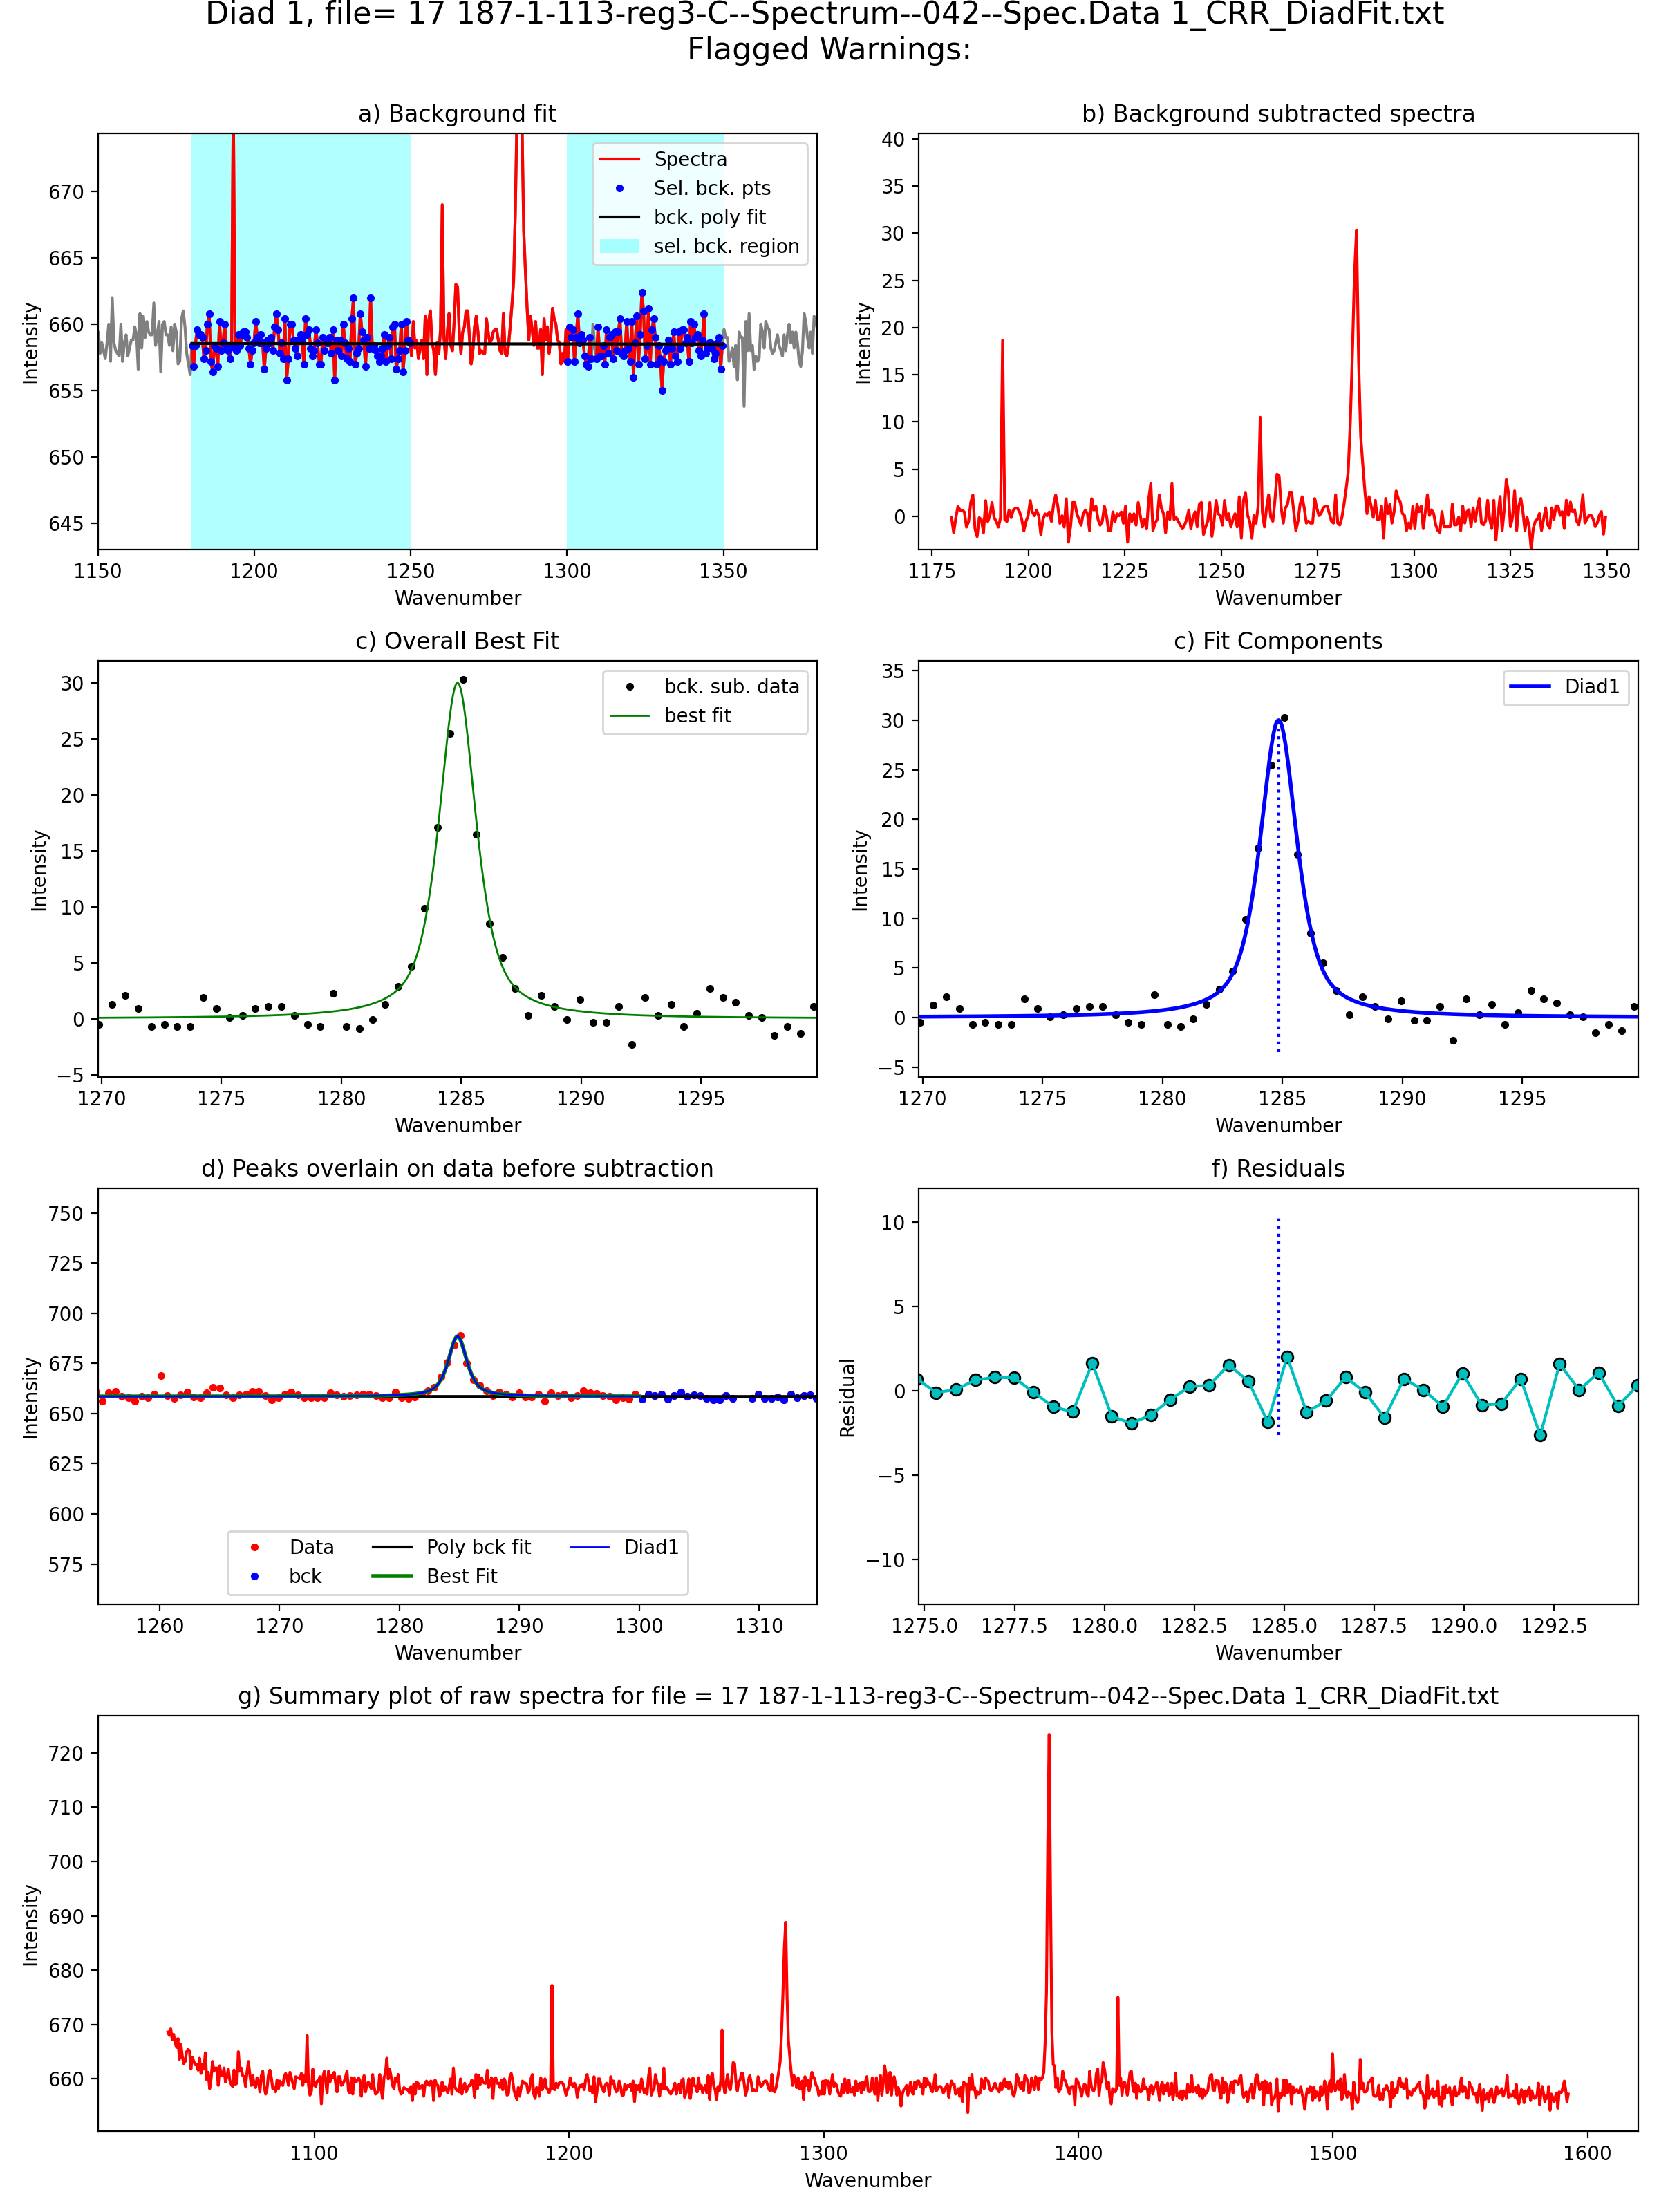 Diad 1, file= 17 187-1-113-reg3-C--Spectrum--042--Spec.Data 1_CRR_DiadFit.txt
Flagged Warnings:
a) Background fit
Intensity
670
665
660
655
650
645
Spectra
Sel. bck. pts
bck. poly fit
sel. bck. region
1150 1200 1250 1300 1350
Wavenumber
b) Background subtracted spectra
Intensity
40
35
30
25
20
15
10
5
0
1175 1200 1225 1250 1275 1300 1325 1350
Wavenumber
c) Overall Best Fit
Intensity
30
25
20
15
10
5
0
−5
bck. sub. data
best fit
1270 1275 1280 1285 1290 1295
Wavenumber
c) Fit Components
Intensity
35
30
25
20
15
10
5
0
−5
Diad1
1270 1275 1280 1285 1290 1295
Wavenumber
d) Peaks overlain on data before subtraction
Intensity
750
725
700
675
650
625
600
575
Data
bck
Poly bck fit
Best Fit
Diad1
1260 1270 1280 1290 1300 1310
Wavenumber
f) Residuals
Residual
10
5
0
−5
−10
1275.0 1277.5 1280.0 1282.5 1285.0 1287.5 1290.0 1292.5
Wavenumber
g) Summary plot of raw spectra for file = 17 187-1-113-reg3-C--Spectrum--042--Spec.Data 1_CRR_DiadFit.txt
Intensity
720
710
700
690
680
670
660
1100 1200 1300 1400 1500 1600
Wavenumber